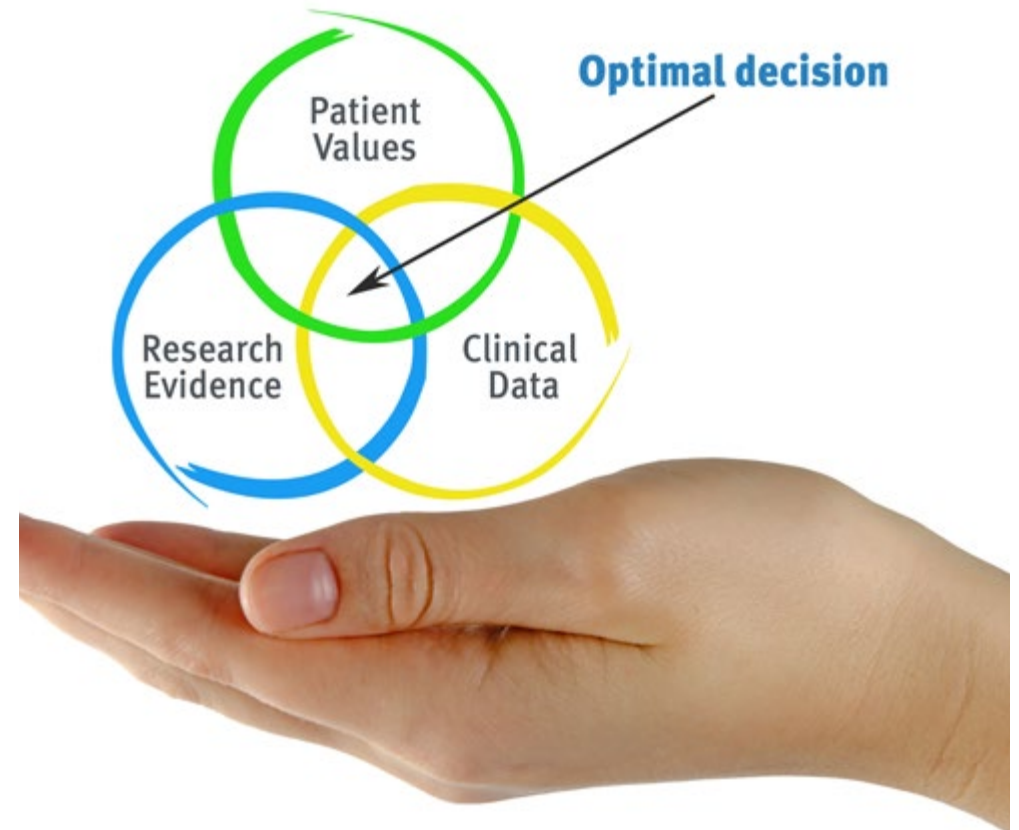 Optimal decision
Patient
Values
Research
Evidence
Clinical
Data